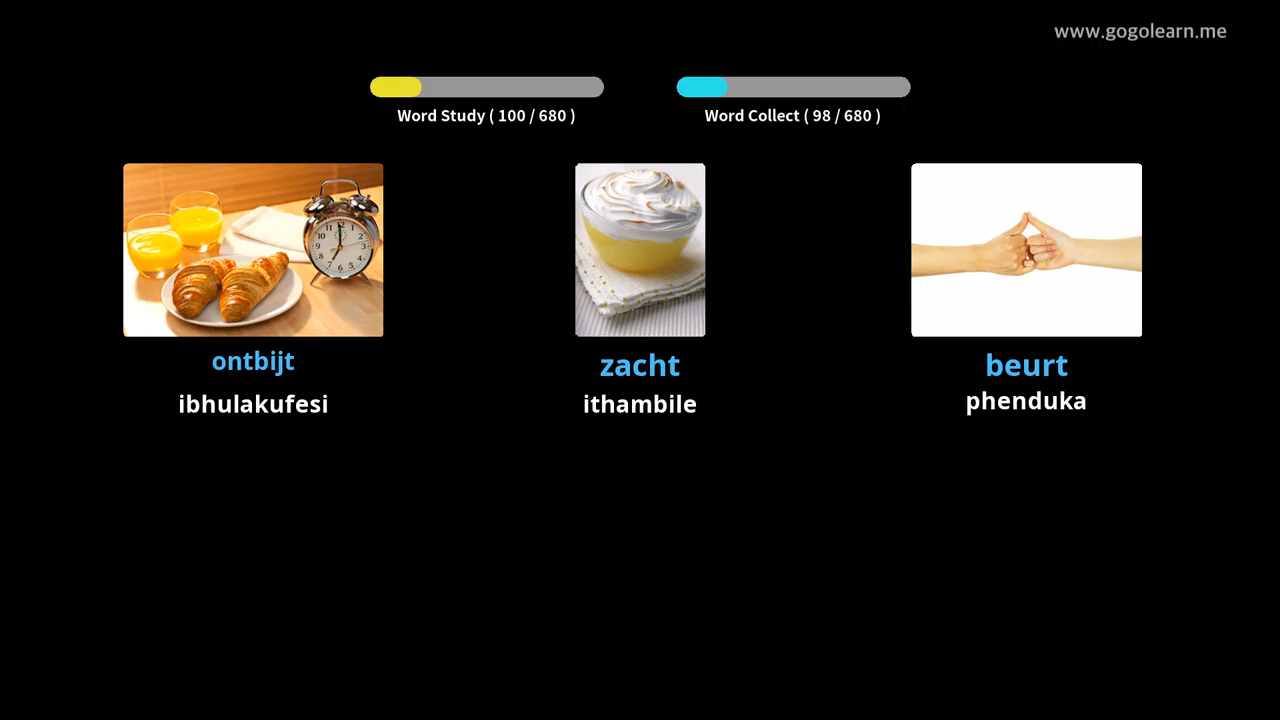 www.gogolearn.me
Word Study ( 100 / 680 )
Word Collect ( 98 / 680 )
ontbijt
ibhulakufesi
zacht
ithambile
beurt
phenduka